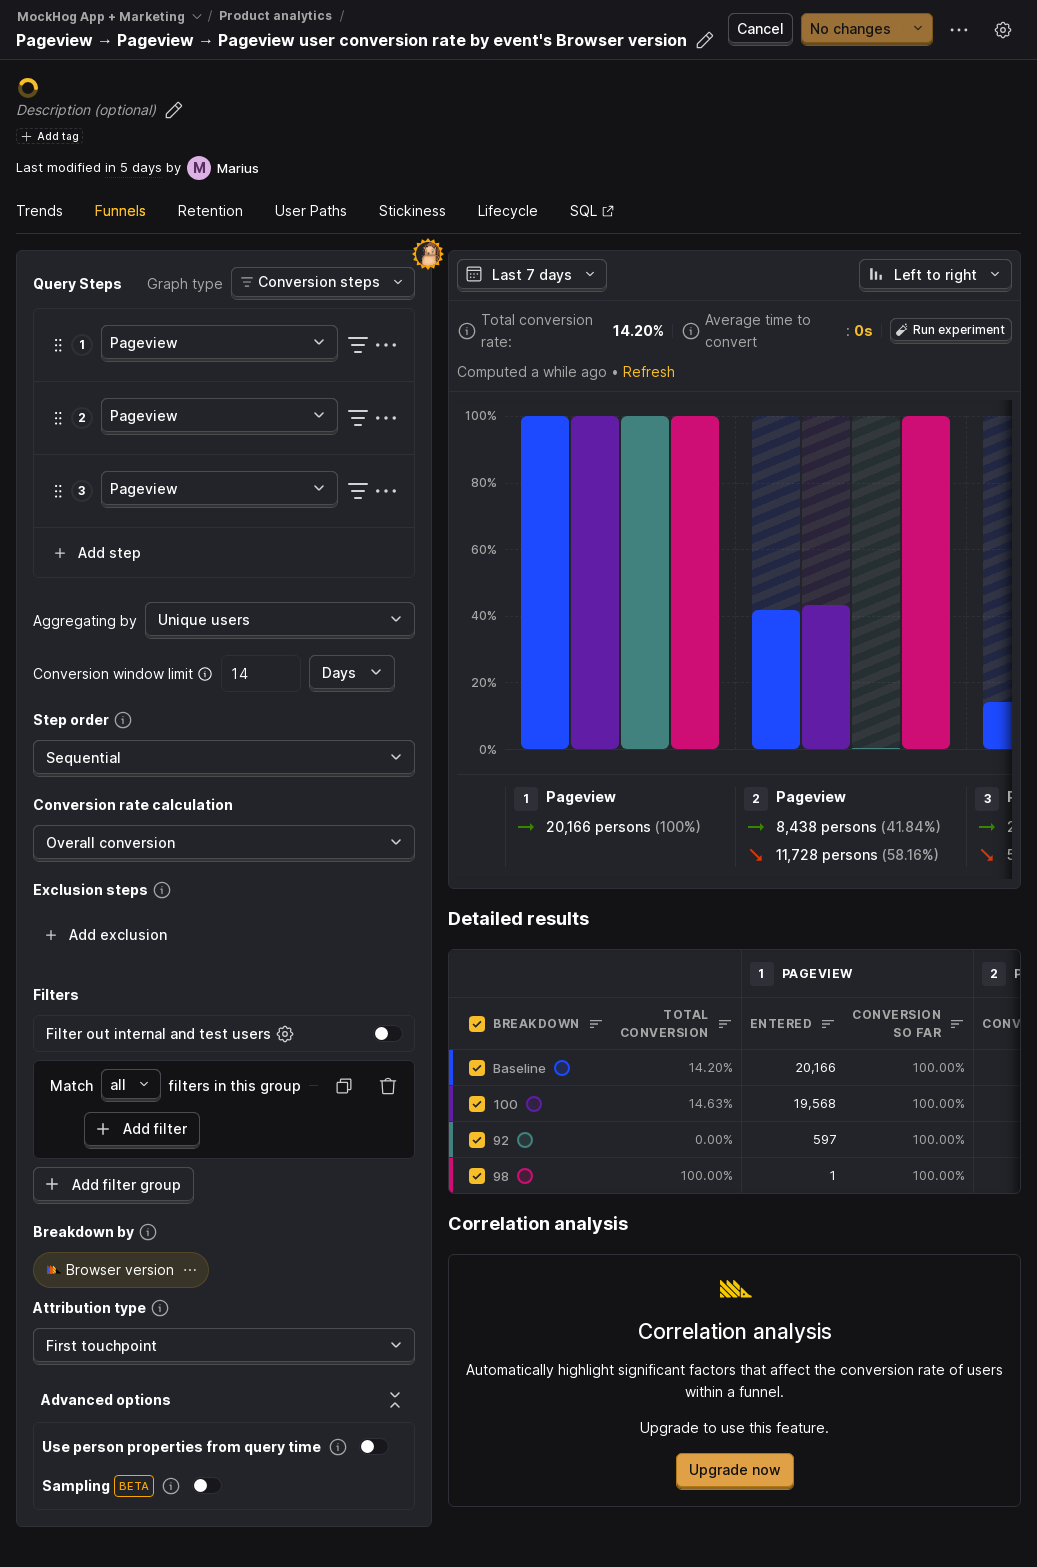 MockHog App + Marketing / Product analytics /
Pageview → Pageview → Pageview user conversion rate by event's Browser version
Cancel
No changes
Description (optional)
Add tag
Last modified in 5 days by M Marius
Trends Funnels Retention User Paths Stickiness Lifecycle SQL
Query Steps Graph type Conversion steps
1 Pageview
2 Pageview
3 Pageview
Add step
Aggregating by Unique users
Conversion window limit 14 Days
Step order
Sequential
Conversion rate calculation
Overall conversion
Exclusion steps
Add exclusion
Filters
Filter out internal and test users
Match all filters in this group
Add filter
Add filter group
Breakdown by
Browser version
Attribution type
First touchpoint
Advanced options
Use person properties from query time
Sampling BETA
Last 7 days Left to right
Total conversion rate: 14.20%
Average time to convert : 0s
Run experiment
Computed a while ago • Refresh
100%
80%
60%
40%
20%
0%
1 Pageview
20,166 persons (100%)
2 Pageview
8,438 persons (41.84%)
11,728 persons (58.16%)
3
Detailed results
1 PAGEVIEW 2
BREAKDOWN TOTAL CONVERSION ENTERED CONVERSION SO FAR CONV
Baseline 14.20% 20,166 100.00%
100 14.63% 19,568 100.00%
92 0.00% 597 100.00%
98 100.00% 1 100.00%
Correlation analysis
Correlation analysis
Automatically highlight significant factors that affect the conversion rate of users
within a funnel.
Upgrade to use this feature.
Upgrade now